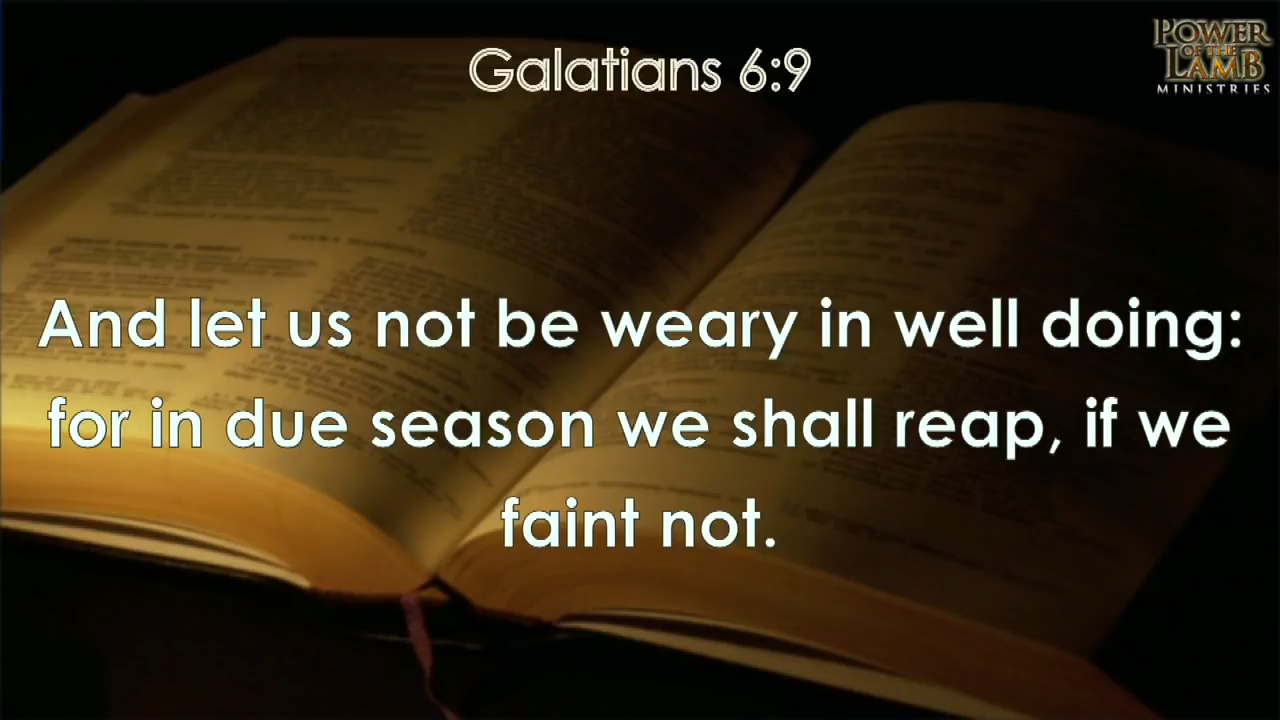 Galatians 6:9
POWER
OF THE
LAMB
MINISTRIES
And let us not be weary in well doing:
for in due season we shall reap, if we
faint not.